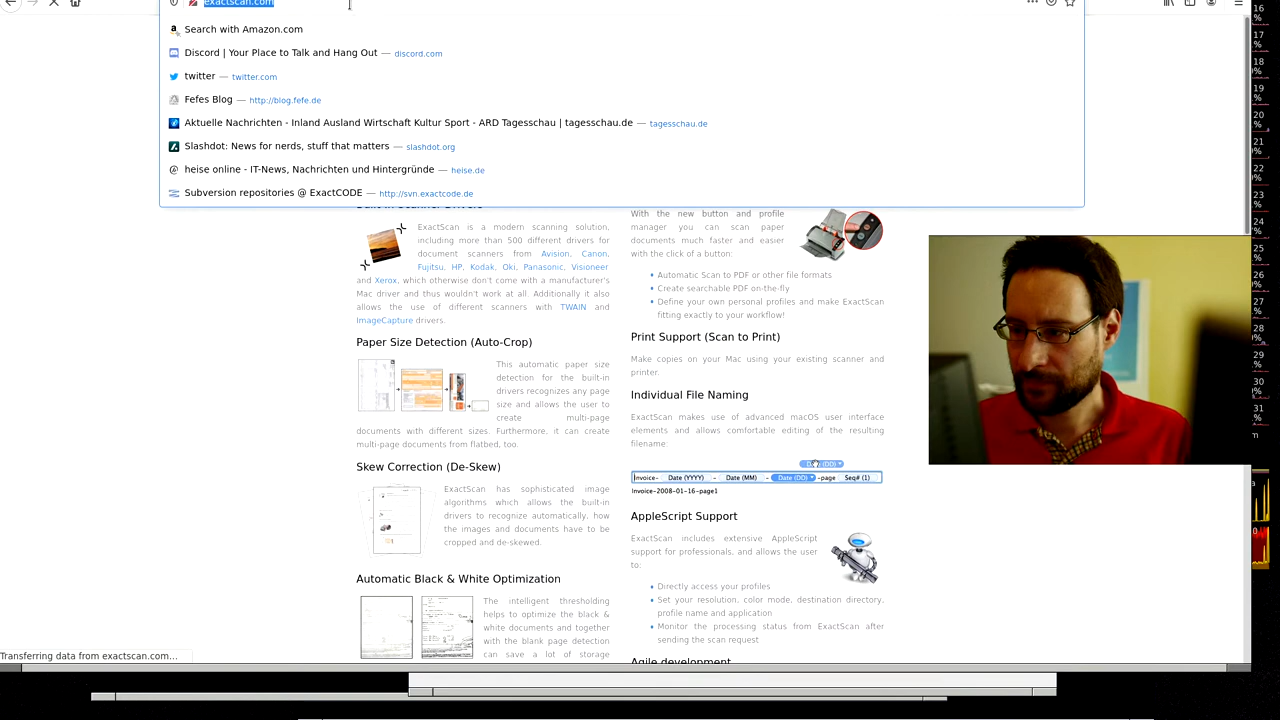 exactscan.com
Search with Amazon.com
Discord | Your Place to Talk and Hang Out — discord.com
twitter — twitter.com
Fefes Blog — http://blog.fefe.de
Aktuelle Nachrichten - Inland Ausland Wirtschaft Kultur Sport - ARD Tagesschau | tagesschau.de — tagesschau.de
Slashdot: News for nerds, stuff that matters — slashdot.org
heise online - IT-News, Nachrichten und Hintergründe — heise.de
Subversion repositories @ ExactCODE — http://svn.exactcode.de
ExactScan is a modern scanning solution,
including more than 500 different drivers for
document scanners from Avision, Canon,
Fujitsu, HP, Kodak, Oki, Panasonic, Visioneer
and Xerox, which otherwise don't come with a manufacturer's
Mac driver and thus wouldn't work at all. Additionally it also
allows the use of different scanners with TWAIN and
ImageCapture drivers.
Paper Size Detection (Auto-Crop)
This automatic paper size
detection for the built-in
drivers recognizes any page
size and allows the user to
create multi-page
documents with different sizes. Furthermore, it can create
multi-page documents from flatbed, too.
Skew Correction (De-Skew)
ExactScan has sophisticated image
algorithms which allows the built-in
drivers to recognize automatically, how
the images and documents have to be
cropped and de-skewed.
Automatic Black & White Optimization
The intelligent thresholding
helps to optimize the black &
white documents and together
with the blank page detection
can save a lot of storage
With the new button and profile
manager you can scan paper
documents much faster and easier
with the click of a button:
Automatic Scan to PDF or other file formats
Create searchable PDF on-the-fly
Define your own personal profiles and make ExactScan
fitting exactly to your workflow!
Print Support (Scan to Print)
Make copies on your Mac using your existing scanner and
printer.
Individual File Naming
ExactScan makes use of advanced macOS user interface
elements and allows comfortable editing of the resulting
filename:
Invoice- Date (YYYY) - Date (MM) - Date (DD) -page Seq# (1)
Invoice-2008-01-16-page1
AppleScript Support
ExactScan includes extensive AppleScript
support for professionals, and allows the user
to:
Directly access your profiles
Set your resolution, color mode, destination directory,
profile name and application
Monitor the processing status from ExactScan after
sending the scan request
Agile development
Transferring data from exactscan.com…
16
17
18
19
20
21
22
23
24
25
26
27
28
29
30
31